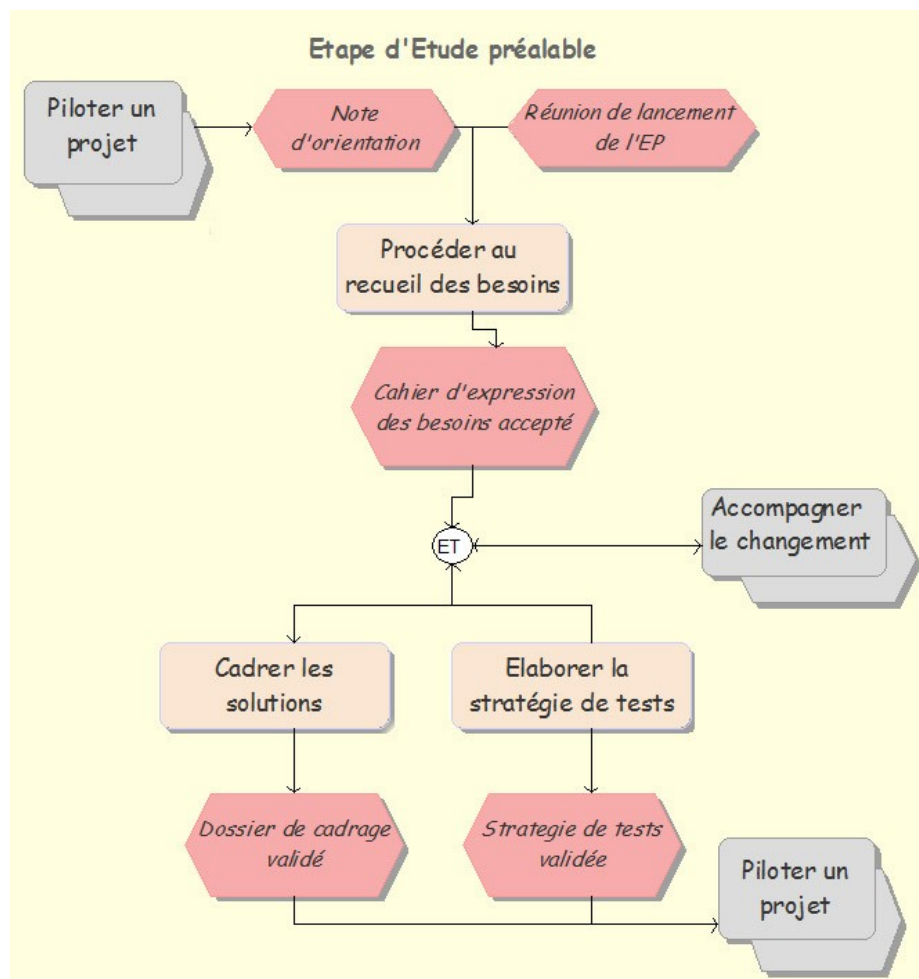 Etape d'Etude préalable
Piloter un
projet
Note
d'orientation
Réunion de lancement
de l'EP
Procéder au
recueil des besoins
Cahier d'expression
des besoins accepté
ET
Accompagner
le changement
Cadrer les
solutions
Elaborer la
stratégie de tests
Dossier de cadrage
validé
Strategie de tests
validée
Piloter un
projet